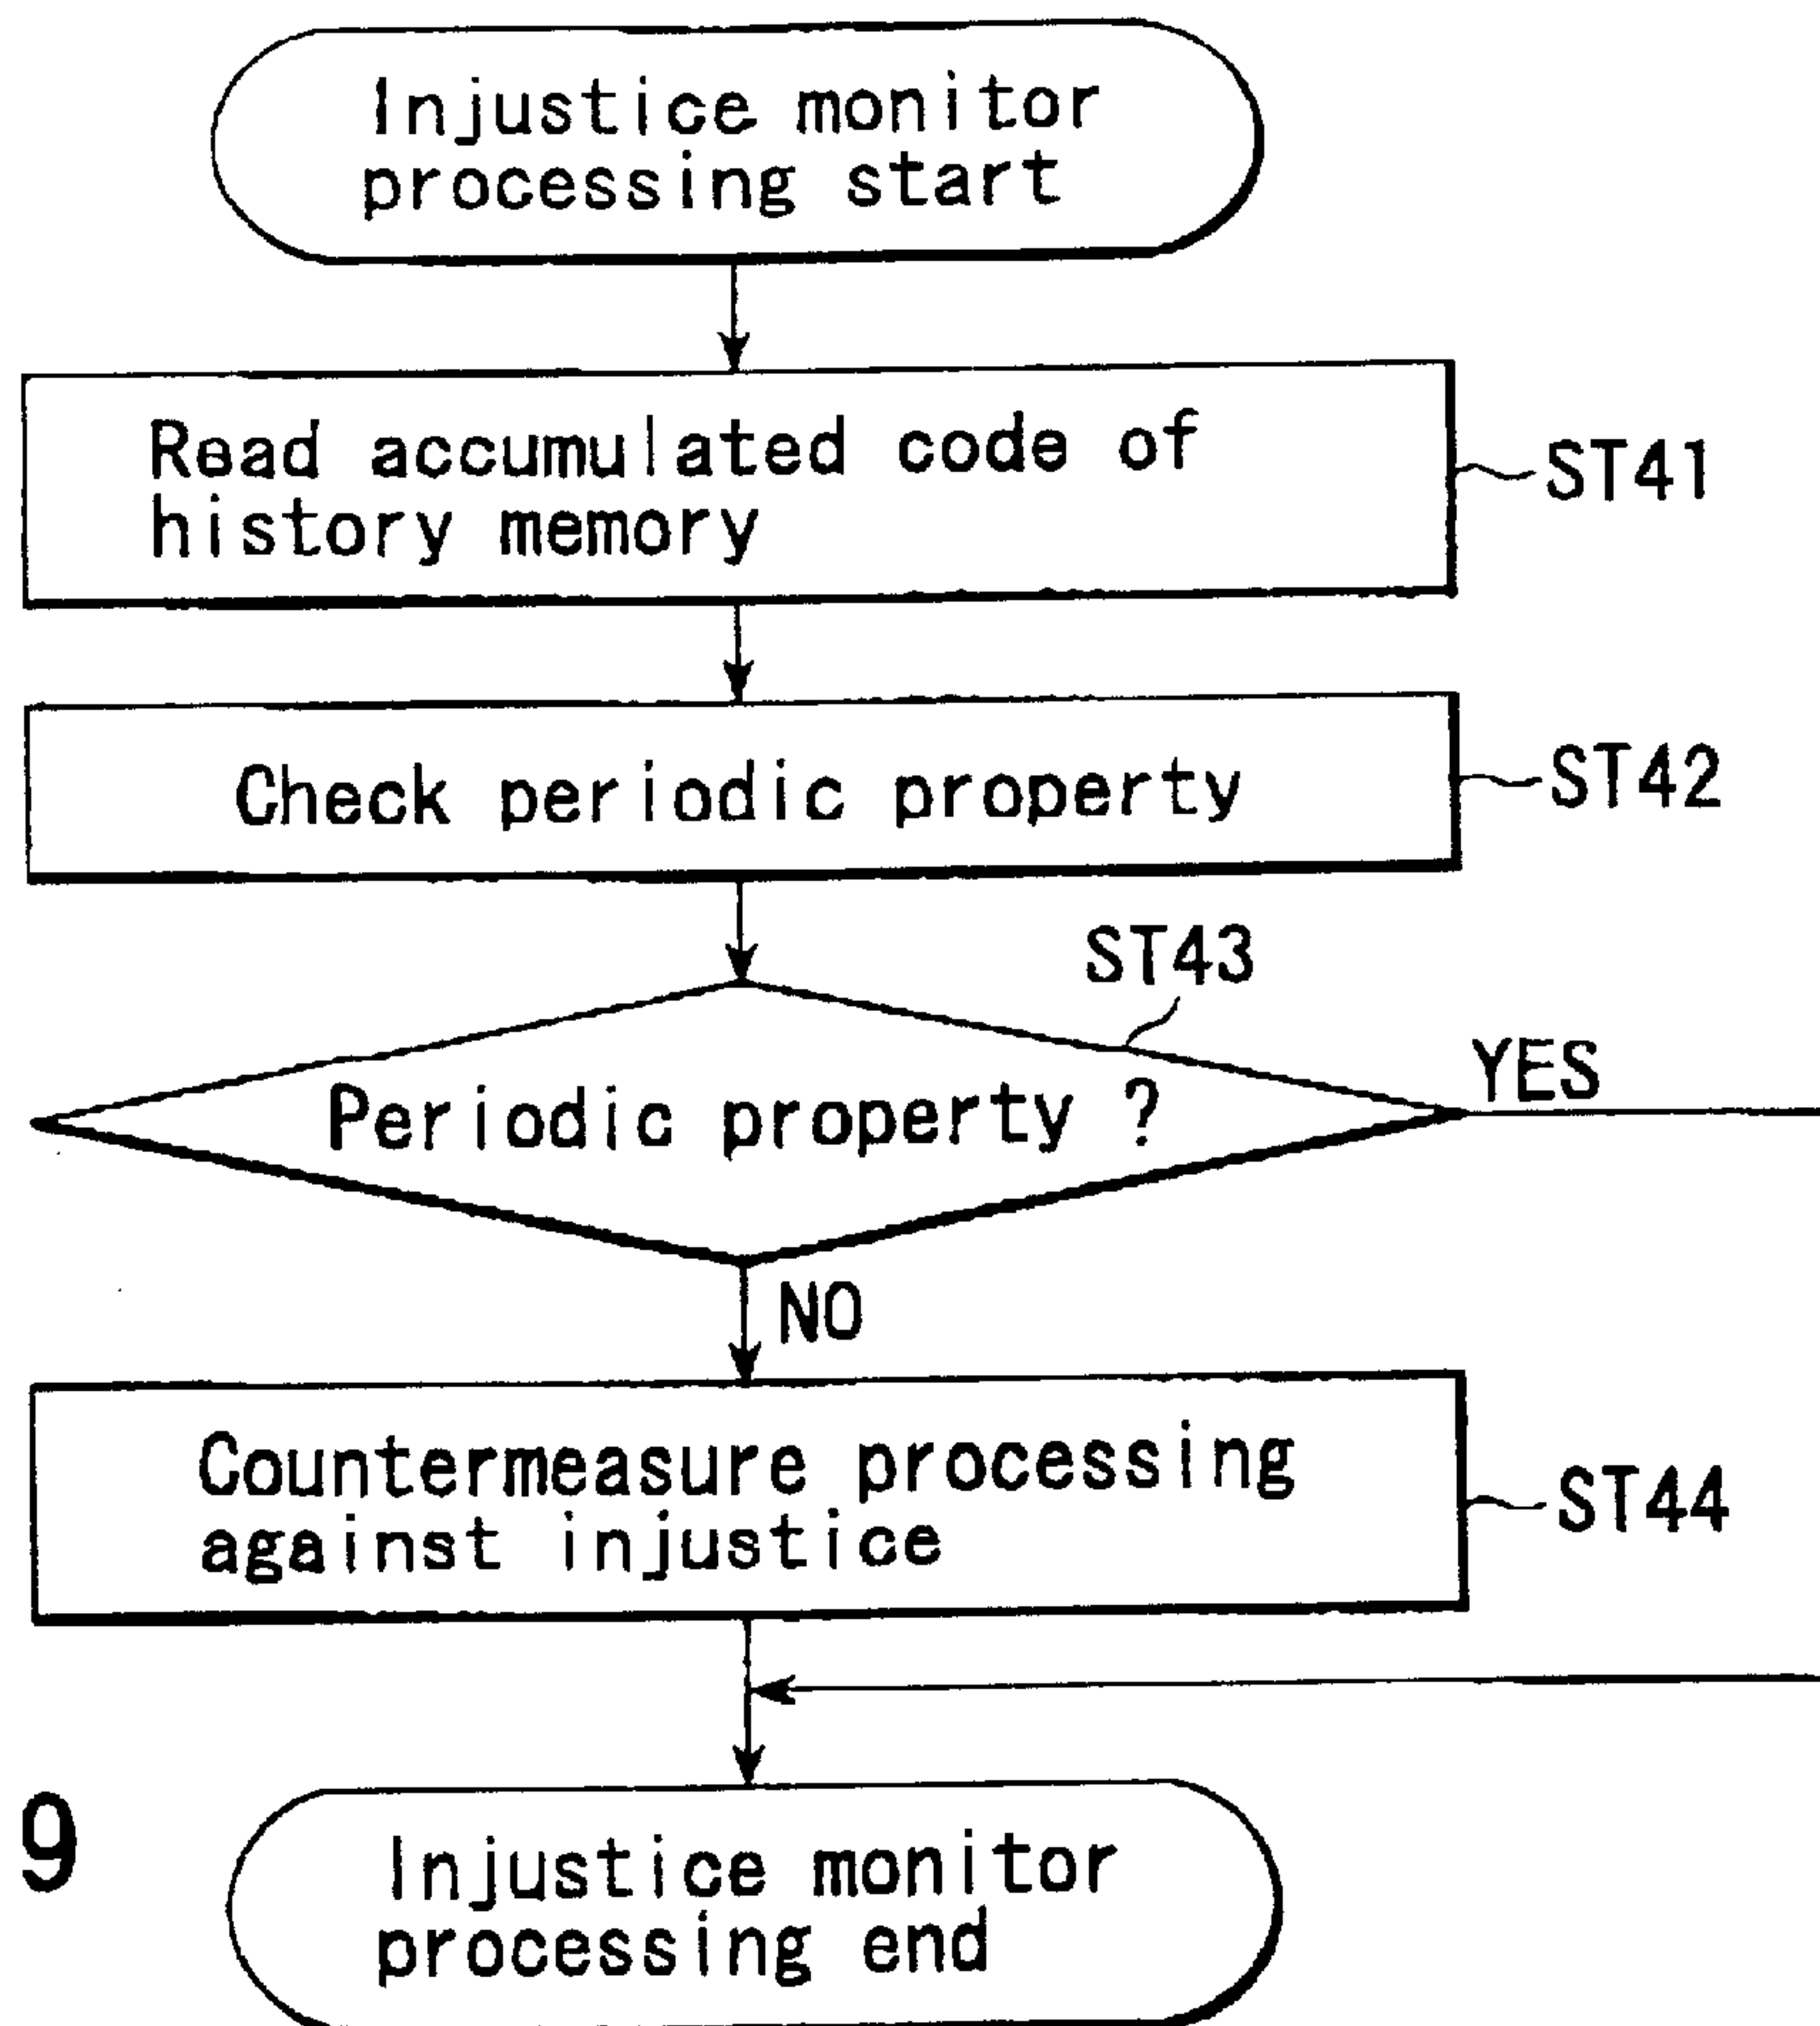 Injustice monitor
processing start
Read accumulated code of
history memory
ST41
Check periodic property
ST42
ST43
Periodic property ?
YES
NO
Countermeasure processing
against injustice
ST44
9
Injustice monitor
processing end